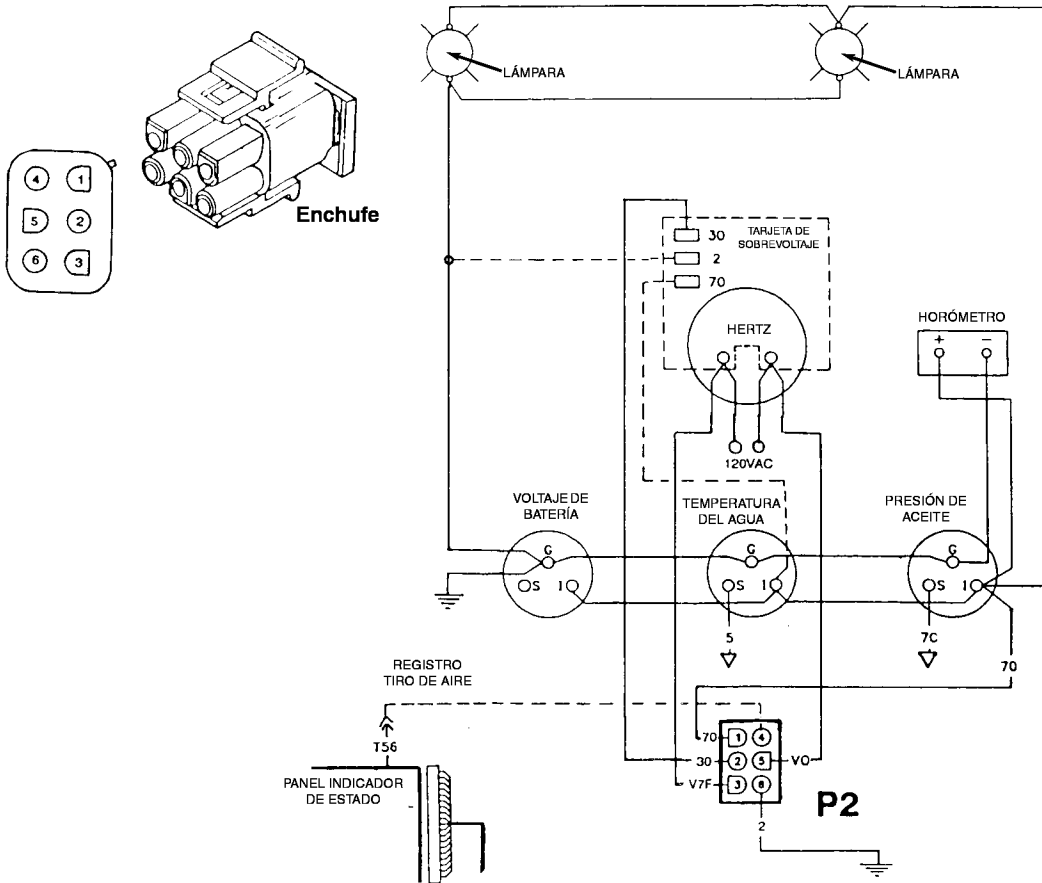 LÁMPARA
LÁMPARA
4
1
5
2
6
3
Enchufe
30
2
70
TARJETA DE
SOBREVOLTAJE
HERTZ
120VAC
HORÓMETRO
+ −
VOLTAJE DE
BATERÍA
G
S I
TEMPERATURA
DEL AGUA
G
S I
5
PRESIÓN DE
ACEITE
G
S I
7C
70
REGISTRO
TIRO DE AIRE
T56
PANEL INDICADOR
DE ESTADO
70 1 4
30 2 5 VO
V7F 3 6
P2
2